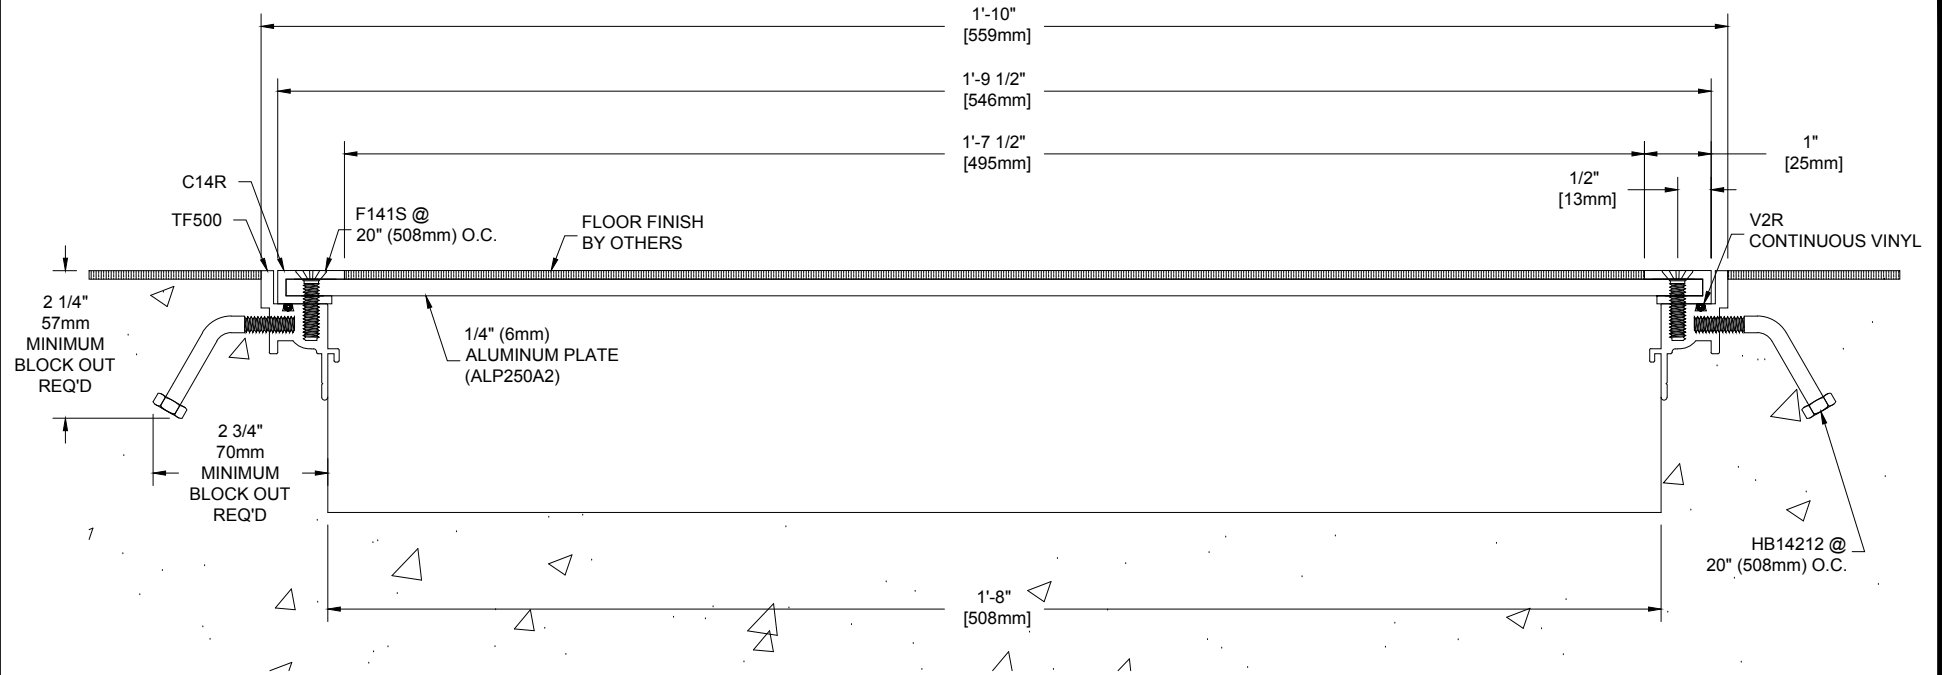 1'-10"
[559mm]
1'-9 1/2"
[546mm]
1'-7 1/2"
[495mm]
1"
[25mm]
1/2"
[13mm]
C14R
TF500
F141S @
20" (508mm) O.C.
FLOOR FINISH
BY OTHERS
V2R
CONTINUOUS VINYL
2 1/4"
57mm
MINIMUM
BLOCK OUT
REQ'D
1/4" (6mm)
ALUMINUM PLATE
(ALP250A2)
2 3/4"
70mm
MINIMUM
BLOCK OUT
REQ'D
1
HB14212 @
20" (508mm) O.C.
1'-8"
[508mm]